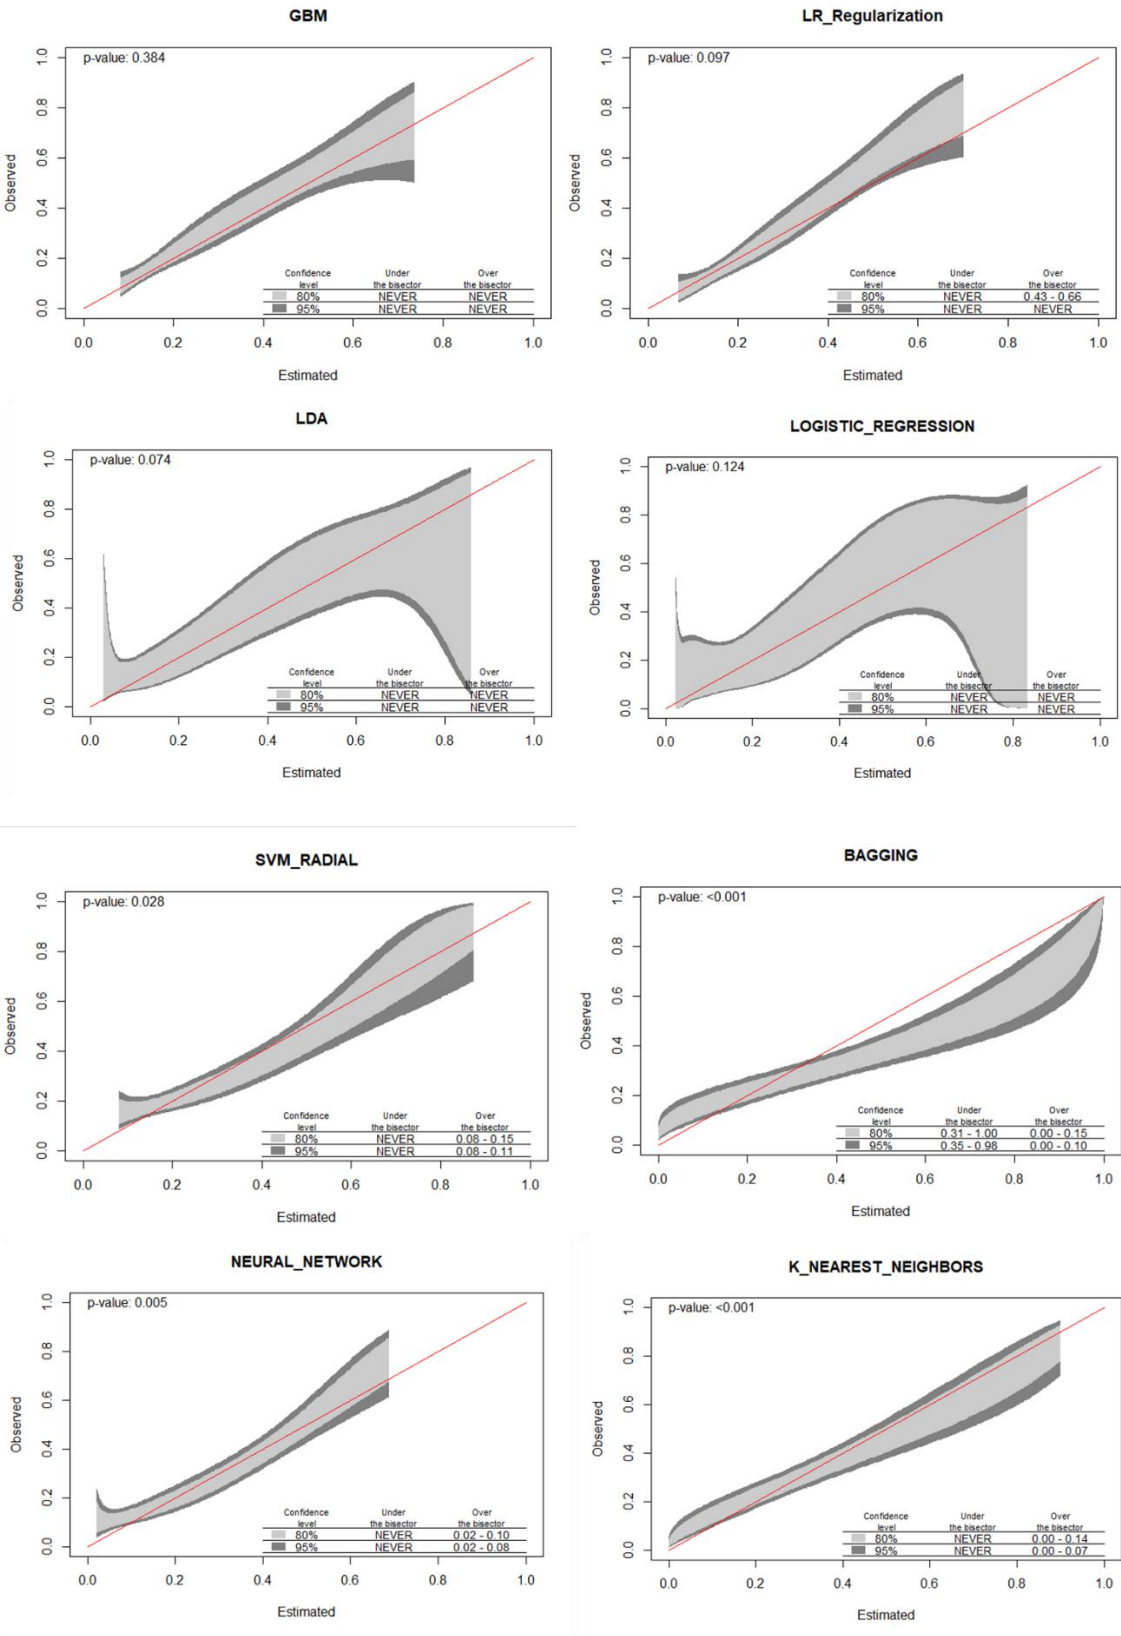 GBM
p-value: 0.384
1.0
0.8
0.6
0.4
0.2
0.0
Observed
Confidence level Under the bisector Over the bisector
80% NEVER NEVER
95% NEVER NEVER
0.0 0.2 0.4 0.6 0.8 1.0
Estimated
LR_Regularization
p-value: 0.097
1.0
0.8
0.6
0.4
0.2
0.0
Observed
Confidence level Under the bisector Over the bisector
80% NEVER 0.43 - 0.66
95% NEVER NEVER
0.0 0.2 0.4 0.6 0.8 1.0
Estimated
LDA
p-value: 0.074
1.0
0.8
0.6
0.4
0.2
0.0
Observed
Confidence level Under the bisector Over the bisector
80% NEVER NEVER
95% NEVER NEVER
0.0 0.2 0.4 0.6 0.8 1.0
Estimated
LOGISTIC_REGRESSION
p-value: 0.124
1.0
0.8
0.6
0.4
0.2
0.0
Observed
Confidence level Under the bisector Over the bisector
80% NEVER NEVER
95% NEVER NEVER
0.0 0.2 0.4 0.6 0.8 1.0
Estimated
SVM_RADIAL
p-value: 0.028
1.0
0.8
0.6
0.4
0.2
0.0
Observed
Confidence level Under the bisector Over the bisector
80% NEVER 0.08 - 0.15
95% NEVER 0.08 - 0.11
0.0 0.2 0.4 0.6 0.8 1.0
Estimated
BAGGING
p-value: <0.001
1.0
0.8
0.6
0.4
0.2
0.0
Observed
Confidence level Under the bisector Over the bisector
80% 0.31 - 1.00 0.00 - 0.15
95% 0.35 - 0.98 0.00 - 0.10
0.0 0.2 0.4 0.6 0.8 1.0
Estimated
NEURAL_NETWORK
p-value: 0.005
1.0
0.8
0.6
0.4
0.2
0.0
Observed
Confidence level Under the bisector Over the bisector
80% NEVER 0.02 - 0.10
95% NEVER 0.02 - 0.08
0.0 0.2 0.4 0.6 0.8 1.0
Estimated
K_NEAREST_NEIGHBORS
p-value: <0.001
1.0
0.8
0.6
0.4
0.2
0.0
Observed
Confidence level Under the bisector Over the bisector
80% NEVER 0.00 - 0.14
95% NEVER 0.00 - 0.07
0.0 0.2 0.4 0.6 0.8 1.0
Estimated